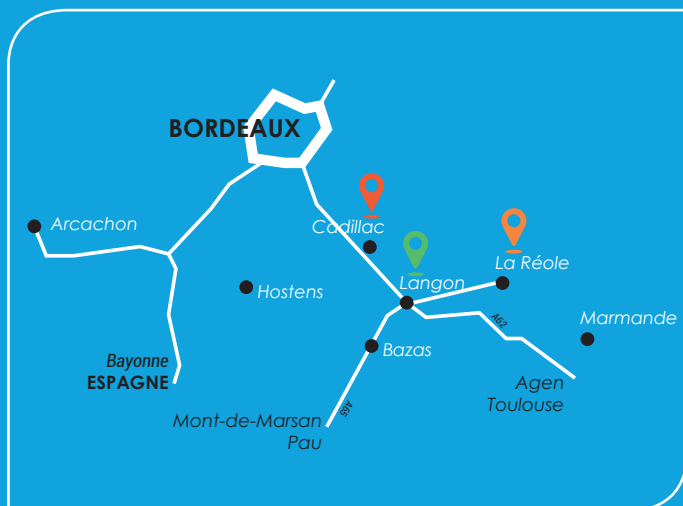 BORDEAUX
Arcachon
Cadillac
La Réole
Langon
Hostens
A62
Marmande
Bayonne
ESPAGNE
Bazas
Agen
Toulouse
A65
Mont-de-Marsan
Pau